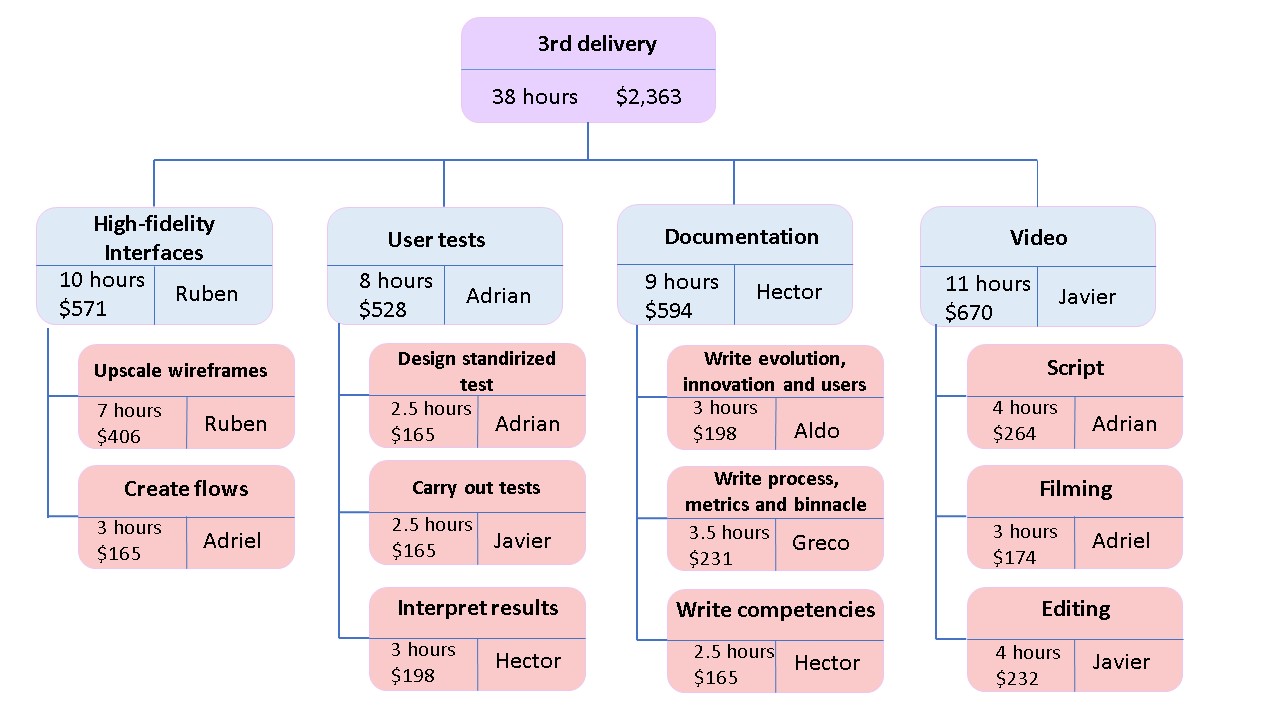 3rd delivery
38 hours $2,363
High-fidelity
Interfaces
10 hours
$571
Ruben
User tests
8 hours
$528
Adrian
Documentation
9 hours
$594
Hector
Video
11 hours
$670
Javier
Upscale wireframes
7 hours
$406
Ruben
Create flows
3 hours
$165
Adriel
Design standirized
test
2.5 hours
$165
Adrian
Carry out tests
2.5 hours
$165
Javier
Interpret results
3 hours
$198
Hector
Write evolution,
innovation and users
3 hours
$198
Aldo
Write process,
metrics and binnacle
3.5 hours
$231
Greco
Write competencies
2.5 hours
$165
Hector
Script
4 hours
$264
Adrian
Filming
3 hours
$174
Adriel
Editing
4 hours
$232
Javier